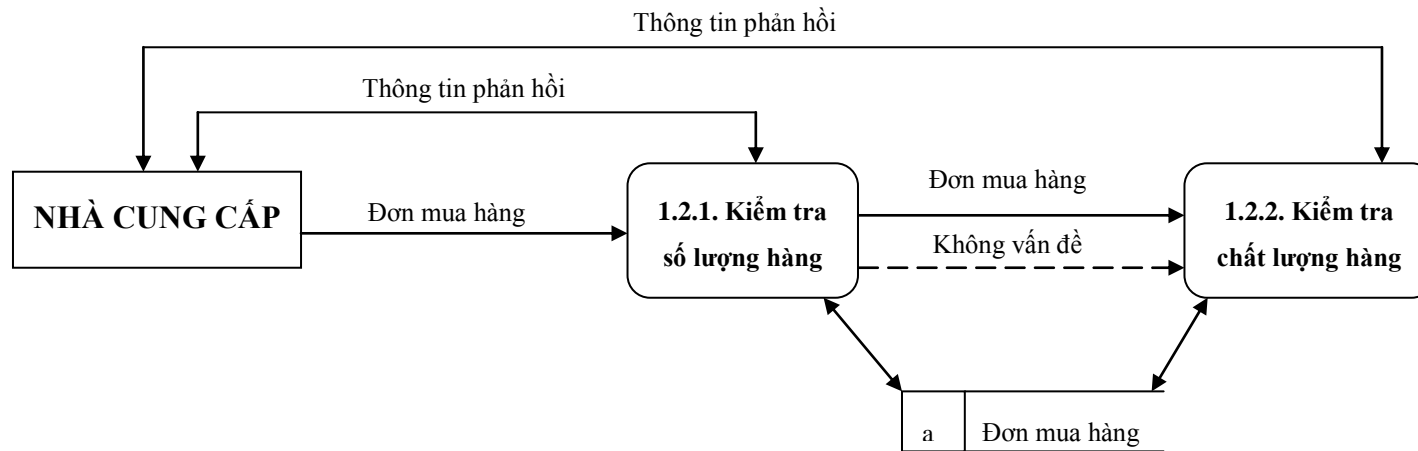 Thông tin phản hồi
Thông tin phản hồi
NHÀ CUNG CẤP
Đơn mua hàng
1.2.1. Kiểm tra
số lượng hàng
Đơn mua hàng
Không vấn đề
1.2.2. Kiểm tra
chất lượng hàng
a
Đơn mua hàng